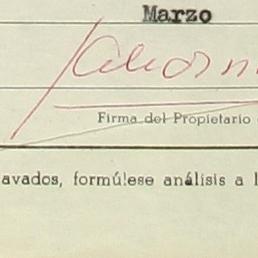 Marzo
Firma del Propietario
avados, formúlese análisis a l